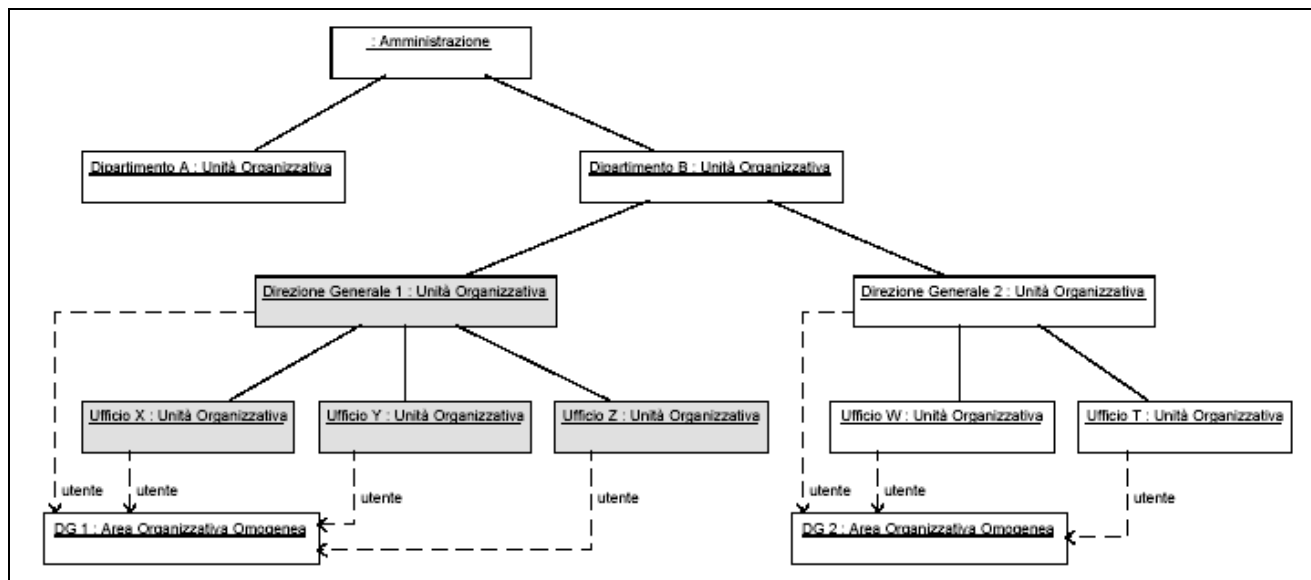 : Amministrazione
Dipartimento A : Unità Organizzativa
Dipartimento B : Unità Organizzativa
Direzione Generale 1 : Unità Organizzativa
Direzione Generale 2 : Unità Organizzativa
Ufficio X : Unità Organizzativa
Ufficio Y : Unità Organizzativa
Ufficio Z : Unità Organizzativa
Ufficio W : Unità Organizzativa
Ufficio T : Unità Organizzativa
utente
utente
utente
utente
utente
utente
utente
DG 1 : Area Organizzativa Omogenea
DG 2 : Area Organizzativa Omogenea